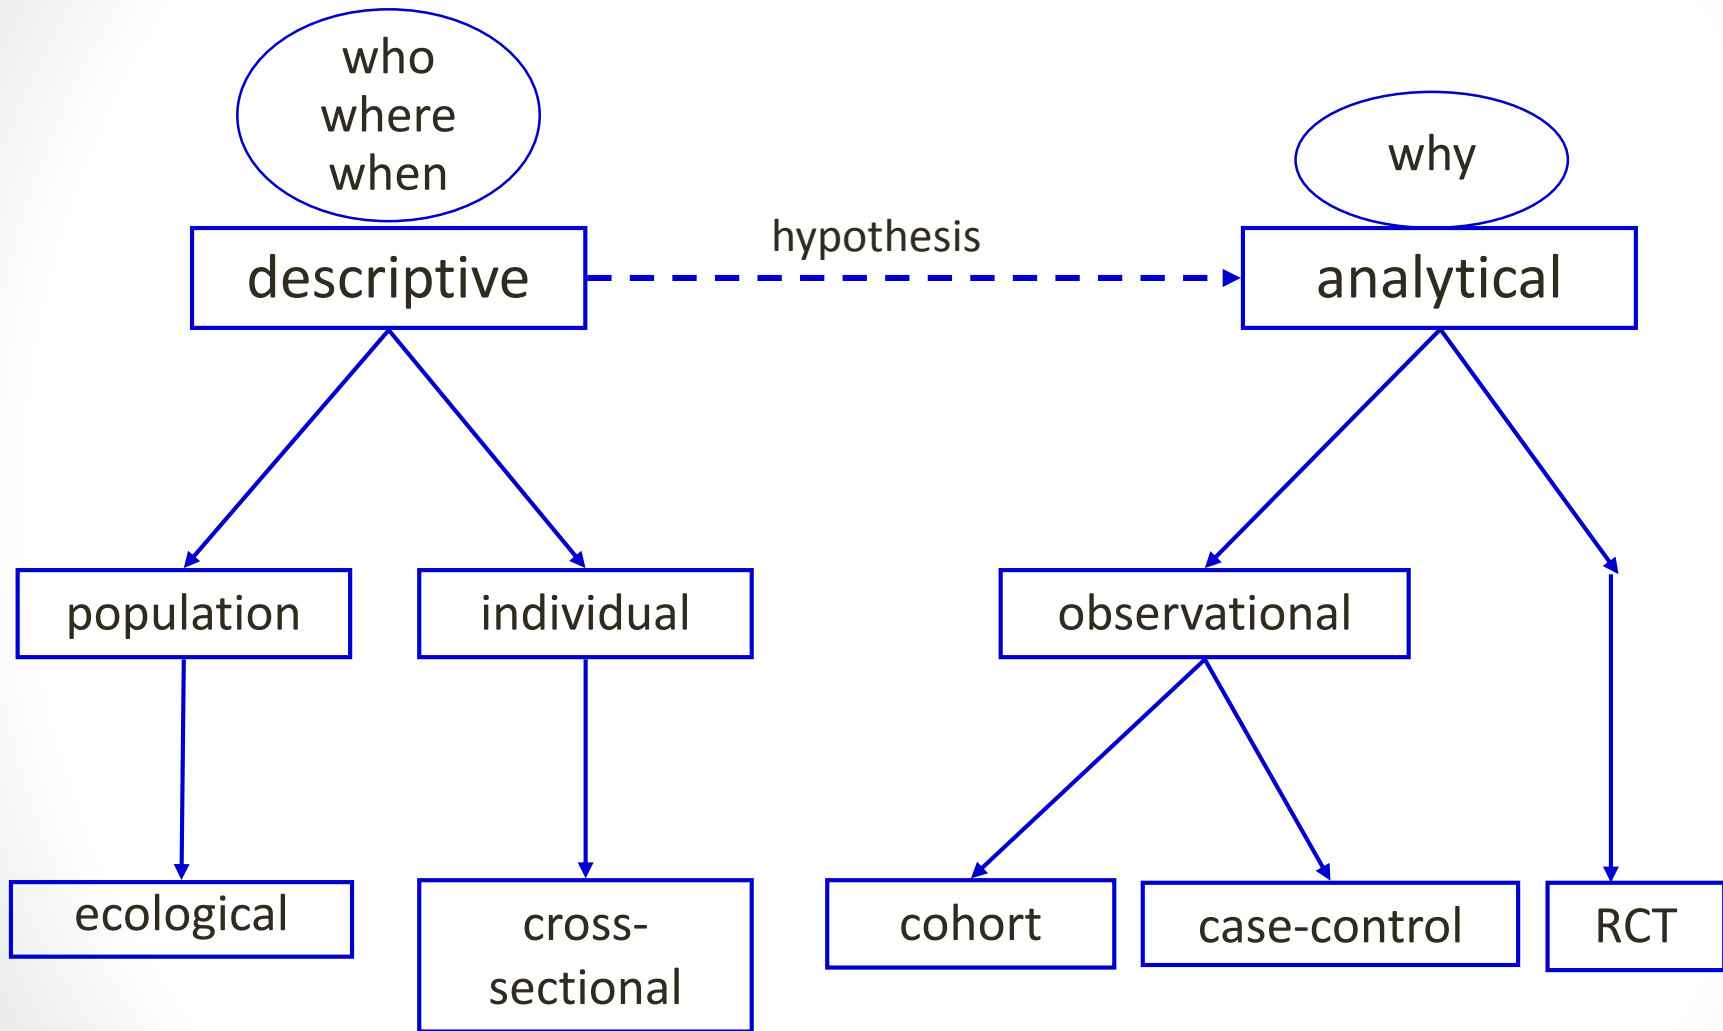 who
where
when
why
hypothesis
descriptive
analytical
population
individual
observational
ecological
cross-
sectional
cohort
case-control
RCT